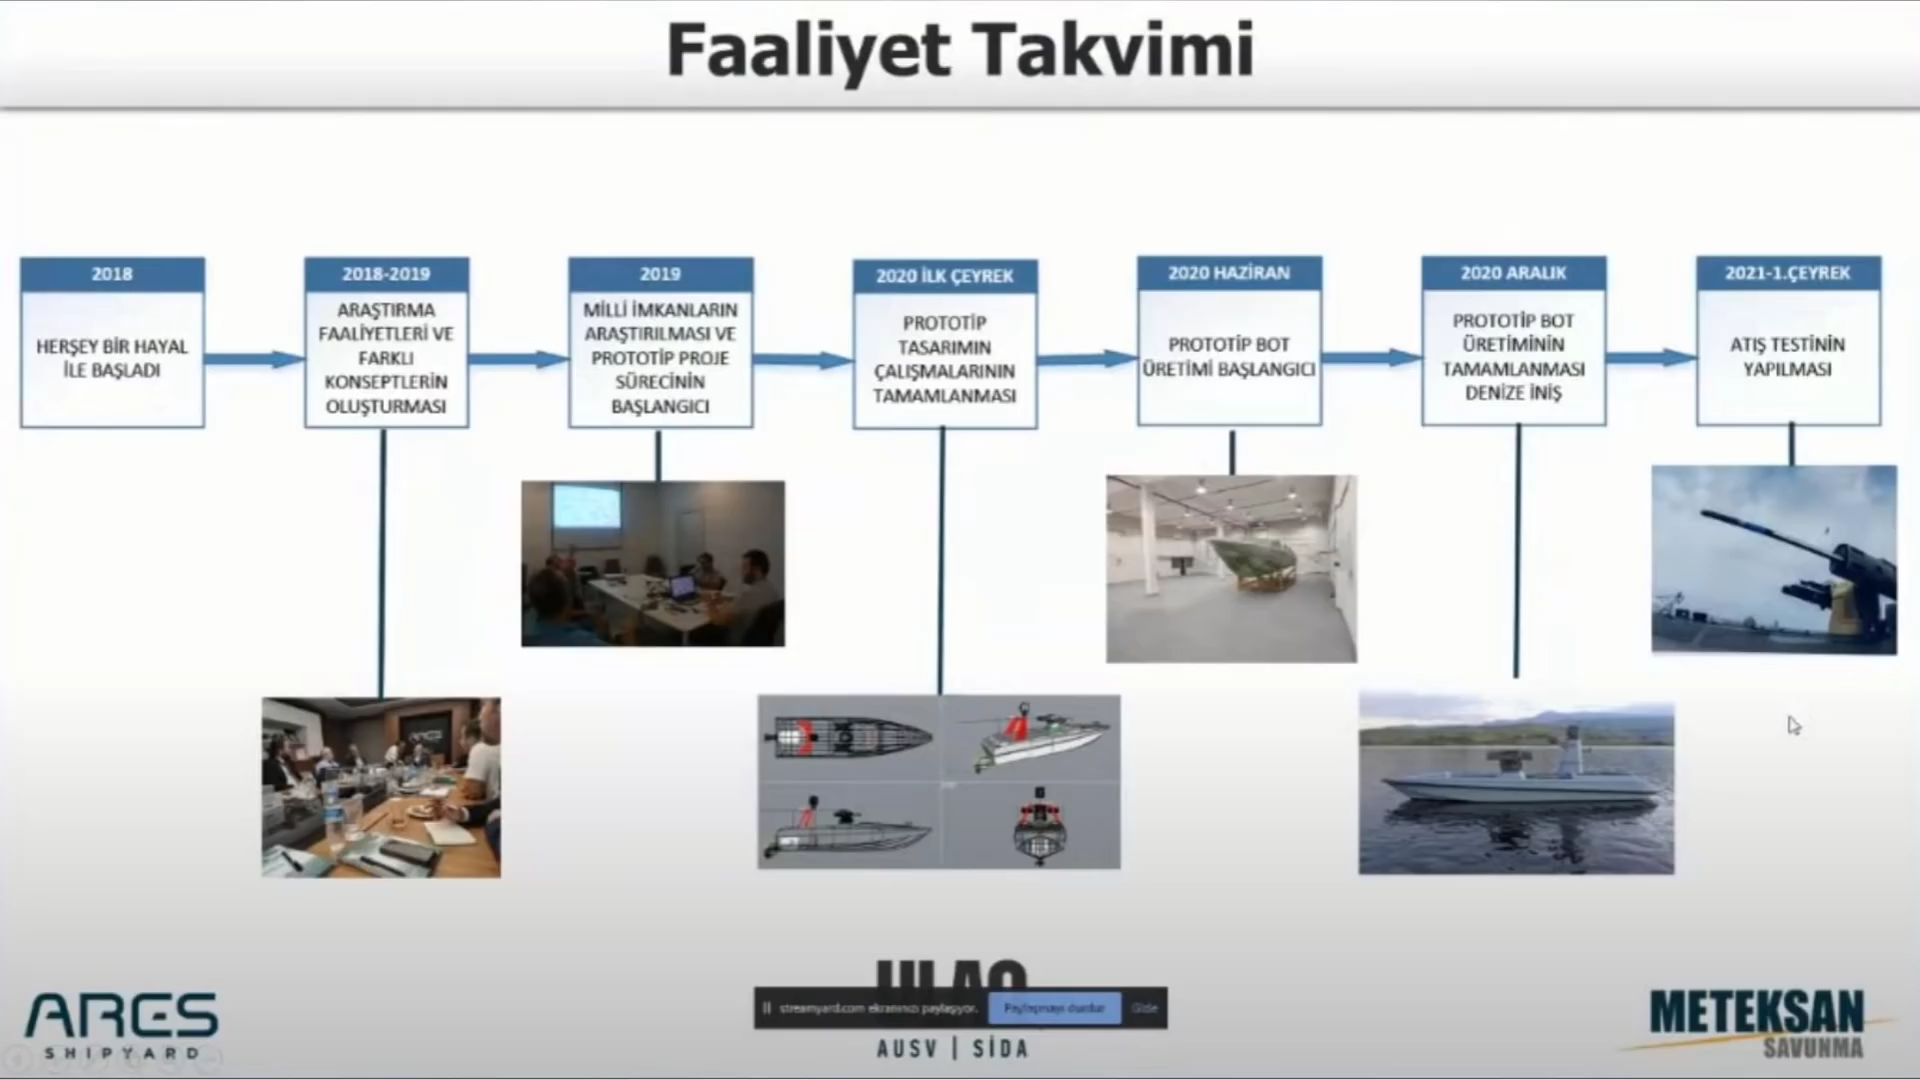 Faaliyet Takvimi
2018
HERŞEY BİR HAYAL
İLE BAŞLADI
2018-2019
ARAŞTIRMA
FAALİYETLERİ VE
FARKLI
KONSEPTLERİN
OLUŞTURMASI
2019
MİLLİ İMKANLARIN
ARAŞTIRILMASI VE
PROTOTİP PROJE
SÜRECİNİN
BAŞLANGICI
2020 İLK ÇEYREK
PROTOTİP
TASARIMIN
ÇALIŞMALARININ
TAMAMLANMASI
2020 HAZİRAN
PROTOTİP BOT
ÜRETİMİ BAŞLANGICI
2020 ARALIK
PROTOTİP BOT
ÜRETİMİNİN
TAMAMLANMASI
DENİZE İNİŞ
2021-1.ÇEYREK
ATIŞ TESTİNİN
YAPILMASI
ARES
ARES
SHIPYARD
ULAQ
streamyard.com ekranınızı paylaşıyor.
Paylaşmayı durdur
Gizle
AUSV | SİDA
METEKSAN
SAVUNMA